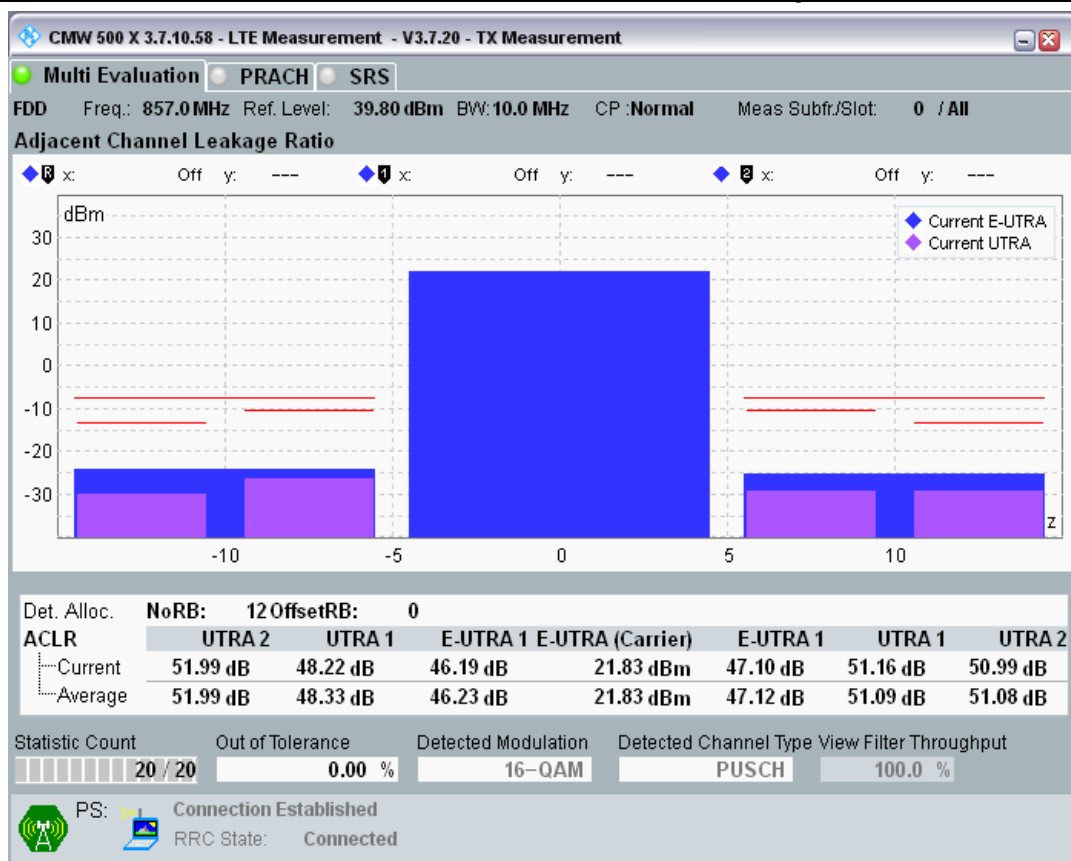 CMW 500 X 3.7.10.58 - LTE Measurement - V3.7.20 - TX Measurement
Multi Evaluation PRACH SRS
FDD Freq.: 857.0 MHz Ref. Level: 39.80 dBm BW: 10.0 MHz CP :Normal Meas Subfr./Slot: 0 / All
Adjacent Channel Leakage Ratio
R x: Off y: --- 1 x: Off y: --- 2 x: Off y: ---
dBm
Current E-UTRA
Current UTRA
30
20
10
0
-10
-20
-30
z
-10 -5 0 5 10
Det. Alloc. NoRB: 12 OffsetRB: 0
ACLR UTRA 2 UTRA 1 E-UTRA 1 E-UTRA (Carrier) E-UTRA 1 UTRA 1 UTRA 2
Current 51.99 dB 48.22 dB 46.19 dB 21.83 dBm 47.10 dB 51.16 dB 50.99 dB
Average 51.99 dB 48.33 dB 46.23 dB 21.83 dBm 47.12 dB 51.09 dB 51.08 dB
Statistic Count Out of Tolerance Detected Modulation Detected Channel Type View Filter Throughput
20 / 20 0.00 % 16-QAM PUSCH 100.0 %
PS: Connection Established
RRC State: Connected